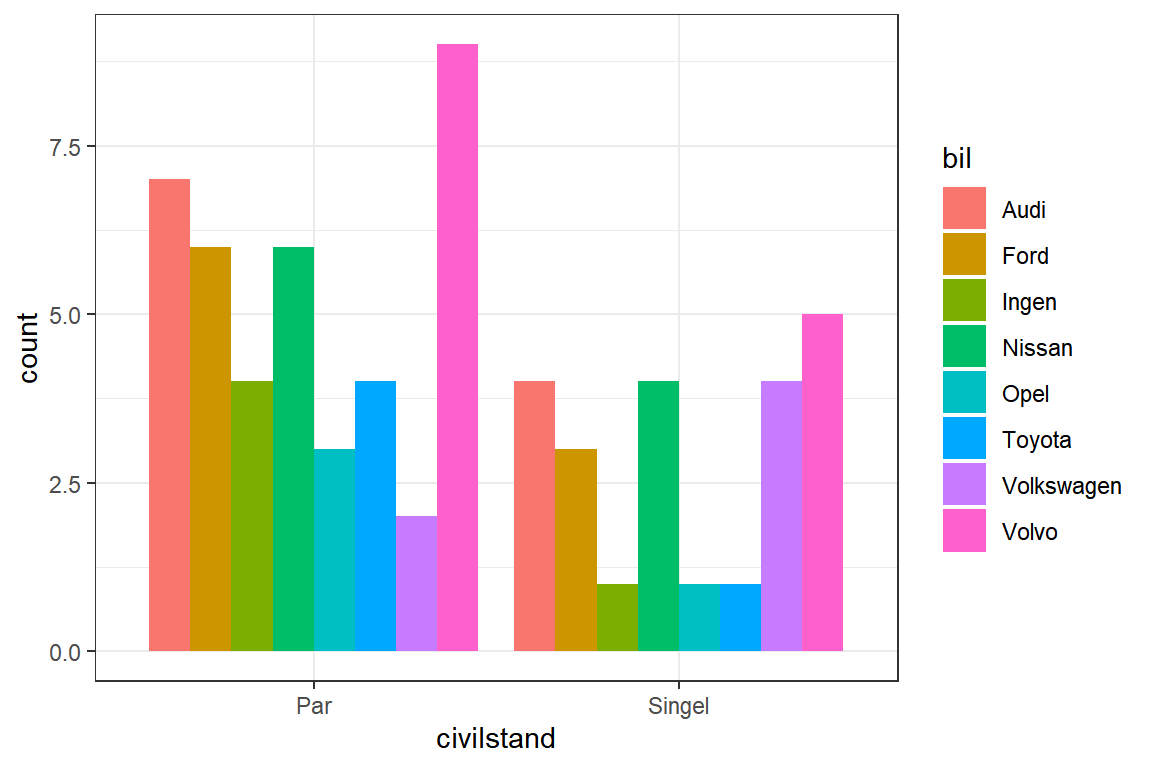 7.5
5.0
2.5
0.0
count
Par
Singel
civilstand
bil
Audi
Ford
Ingen
Nissan
Opel
Toyota
Volkswagen
Volvo